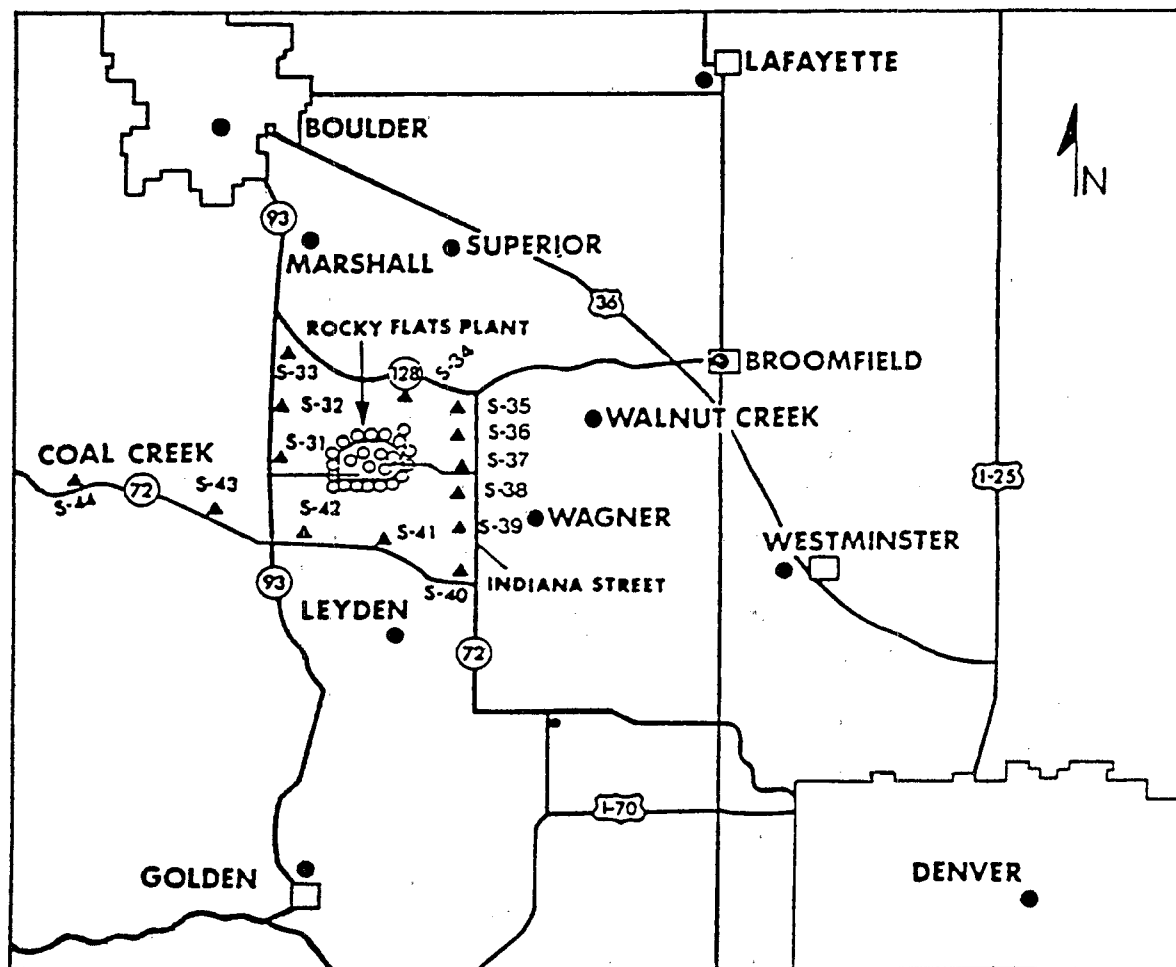 LAFAYETTE
BOULDER
N
93
MARSHALL
SUPERIOR
36
ROCKY FLATS PLANT
S-33
128
S-34
BROOMFIELD
S-32
S-35
WALNUT CREEK
S-36
S-31
COAL CREEK
S-37
72
S-43
S-38
I-25
S-44
S-42
S-41
S-39
WAGNER
WESTMINSTER
93
S-40
INDIANA STREET
LEYDEN
72
I-70
GOLDEN
DENVER